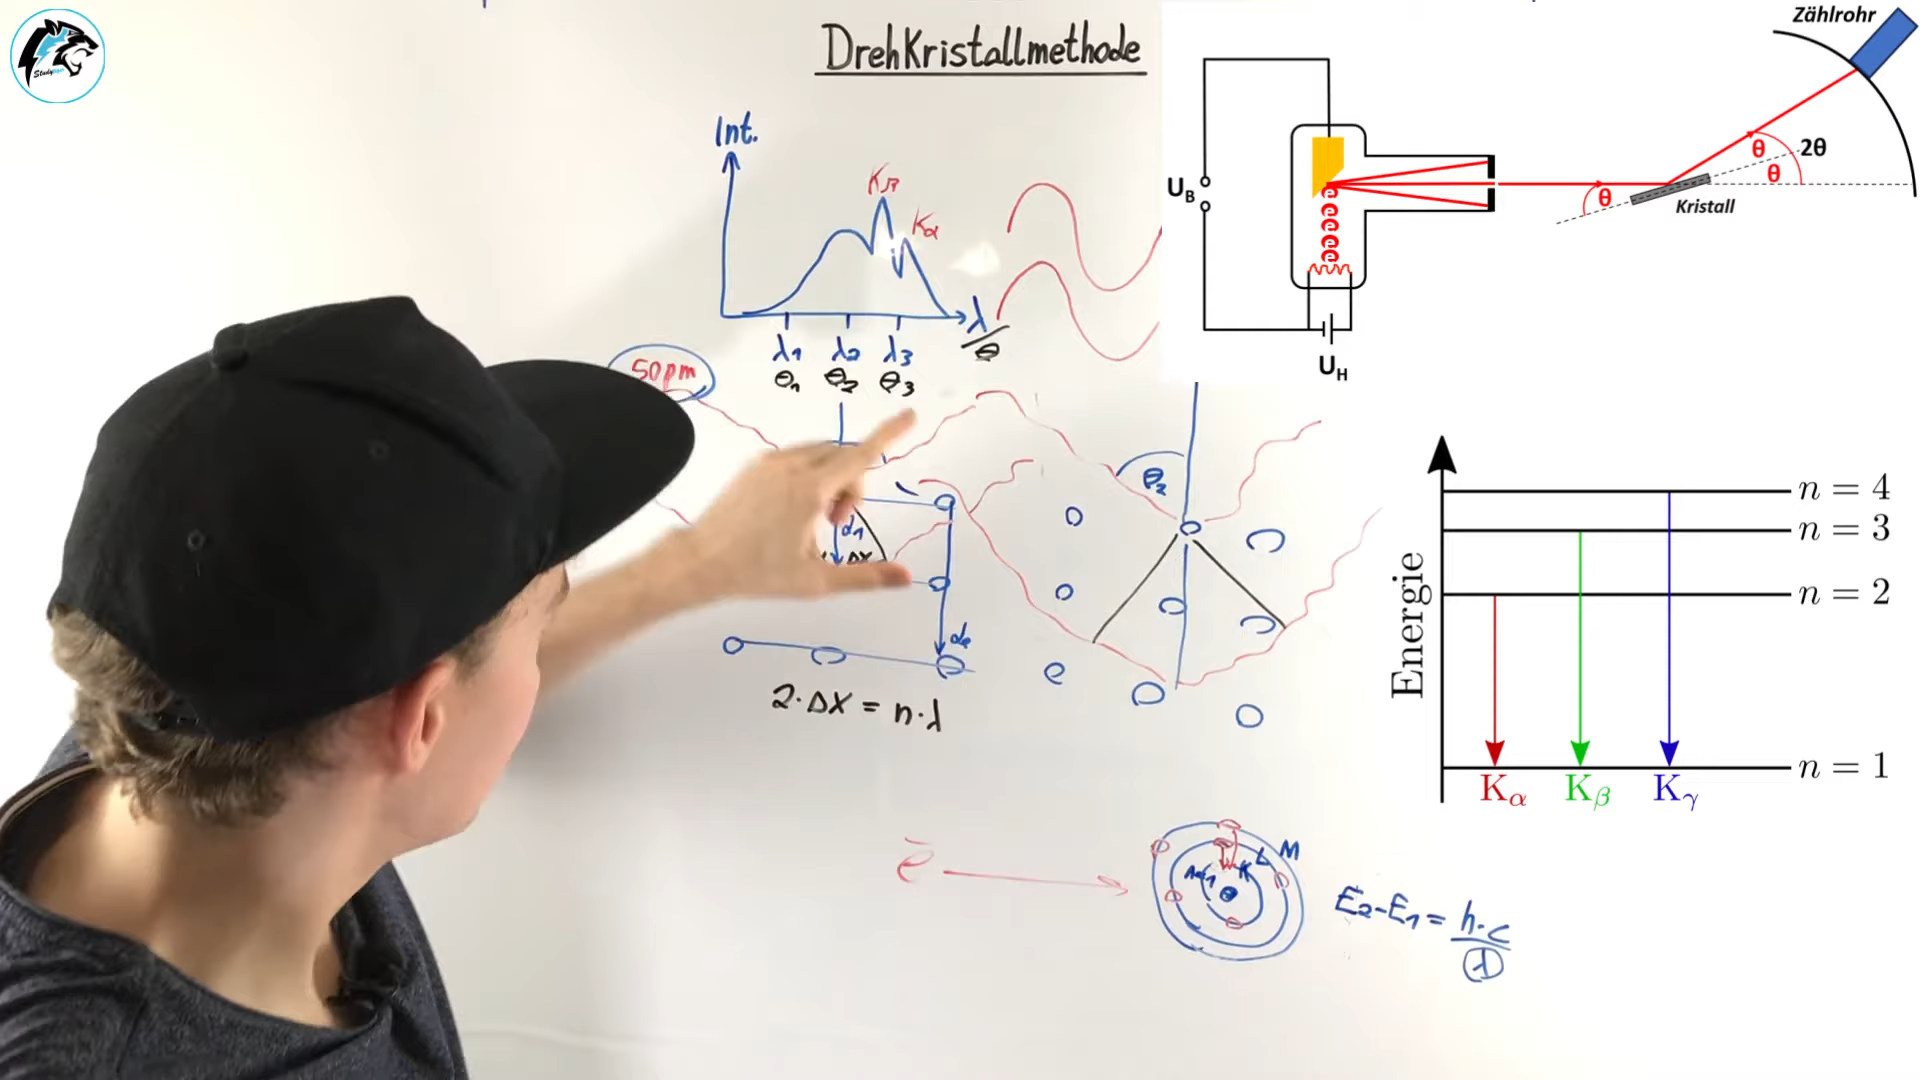 DrehKristallmethode
Int.
Kβ
Kα
λ/θ
λ1 λ2 λ3
θ1 θ2 θ3
50pm
d1
Δx
d2
2·Δx = n·λ
θ2
e⁻
n=1 K L M
E2-E1 = h·c/λ
Zählrohr
UB
e
e
e
e
e
UH
θ
θ
θ
2θ
Kristall
Energie
n = 4
n = 3
n = 2
n = 1
Kα Kβ Kγ